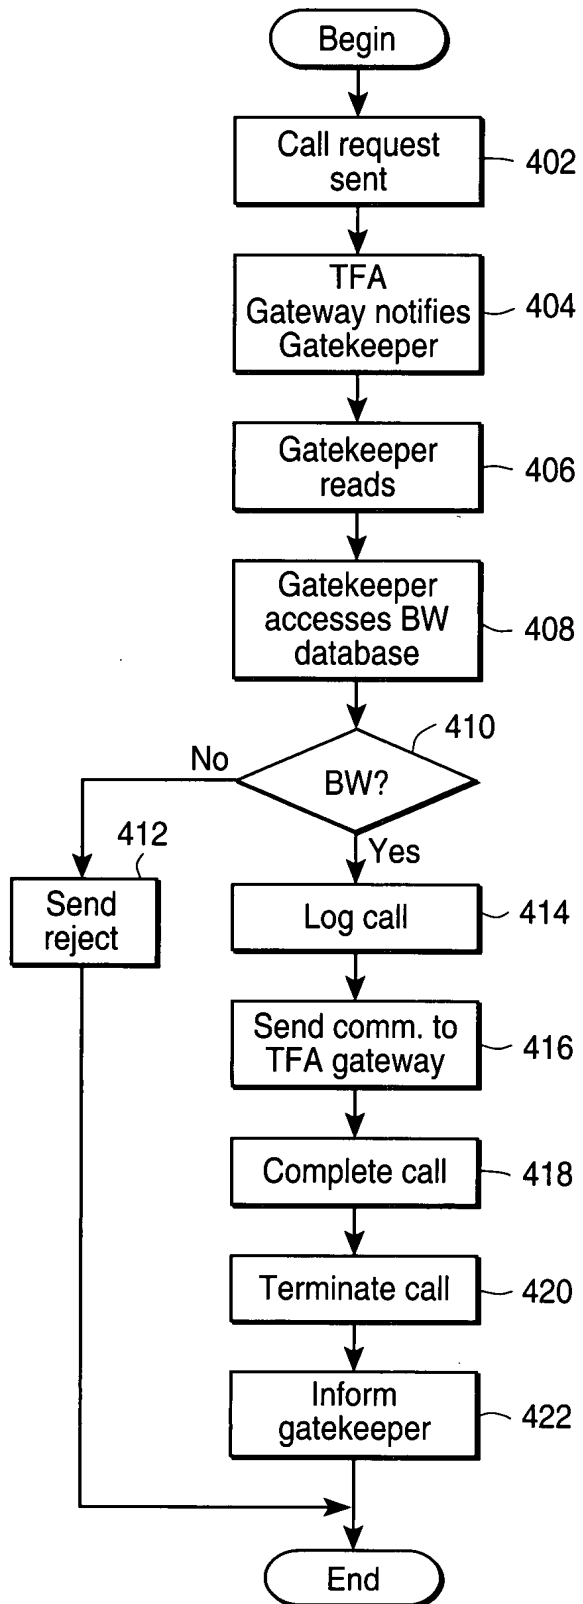 Begin
Call request
sent
402
TFA
Gateway notifies
Gatekeeper
404
Gatekeeper
reads
406
Gatekeeper
accesses BW
database
408
410
No
BW?
Yes
412
Send
reject
Log call
414
Send comm. to
TFA gateway
416
Complete call
418
Terminate call
420
Inform
gatekeeper
422
End